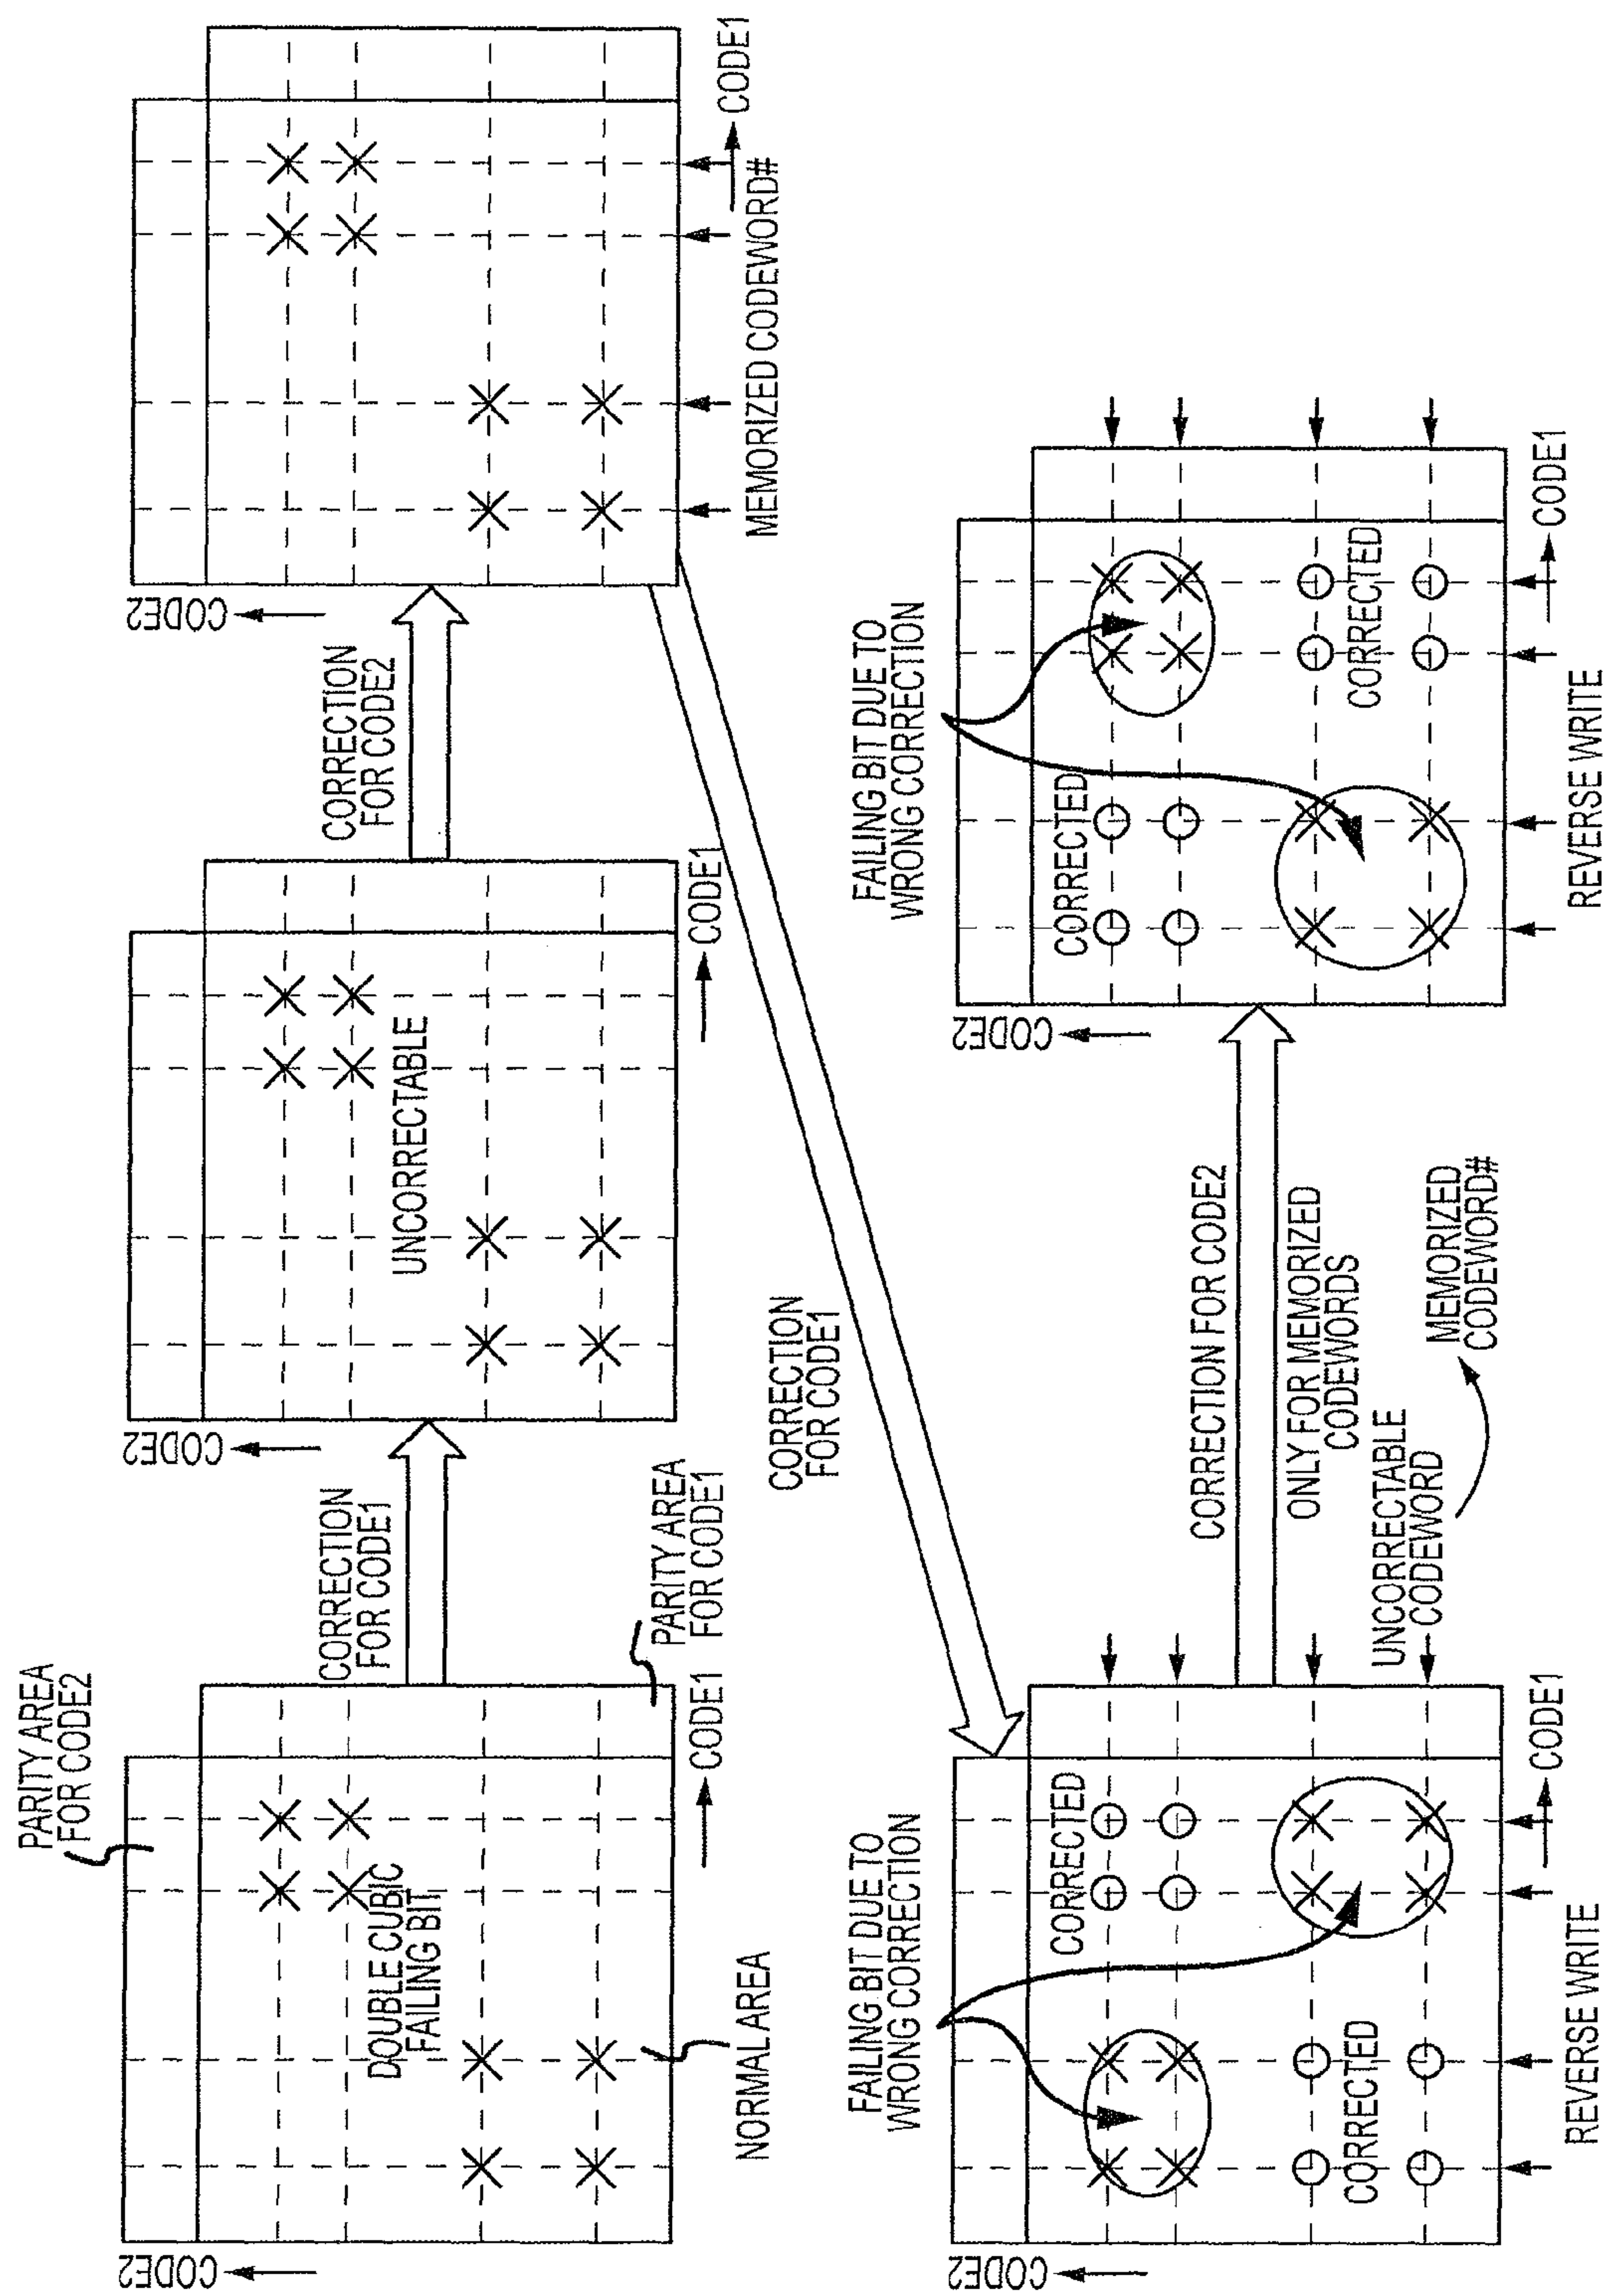 PARITY AREA
FOR CODE2
CODE2
DOUBLE CUBIC
FAILING BIT
NORMAL AREA
CODE1
PARITY AREA
FOR CODE1
CORRECTION
FOR CODE1
CODE2
UNCORRECTABLE
CODE1
CORRECTION
FOR CODE2
CODE2
CODE1
MEMORIZED CODEWORD#
CORRECTION
FOR CODE1
FAILING BIT DUE TO
WRONG CORRECTION
CODE2
CORRECTED
CORRECTED
CODE1
REVERSE WRITE
UNCORRECTABLE
CODEWORD
MEMORIZED
CODEWORD#
CORRECTION FOR CODE2
ONLY FOR MEMORIZED
CODEWORDS
FAILING BIT DUE TO
WRONG CORRECTION
CODE2
CORRECTED
CORRECTED
CODE1
REVERSE WRITE